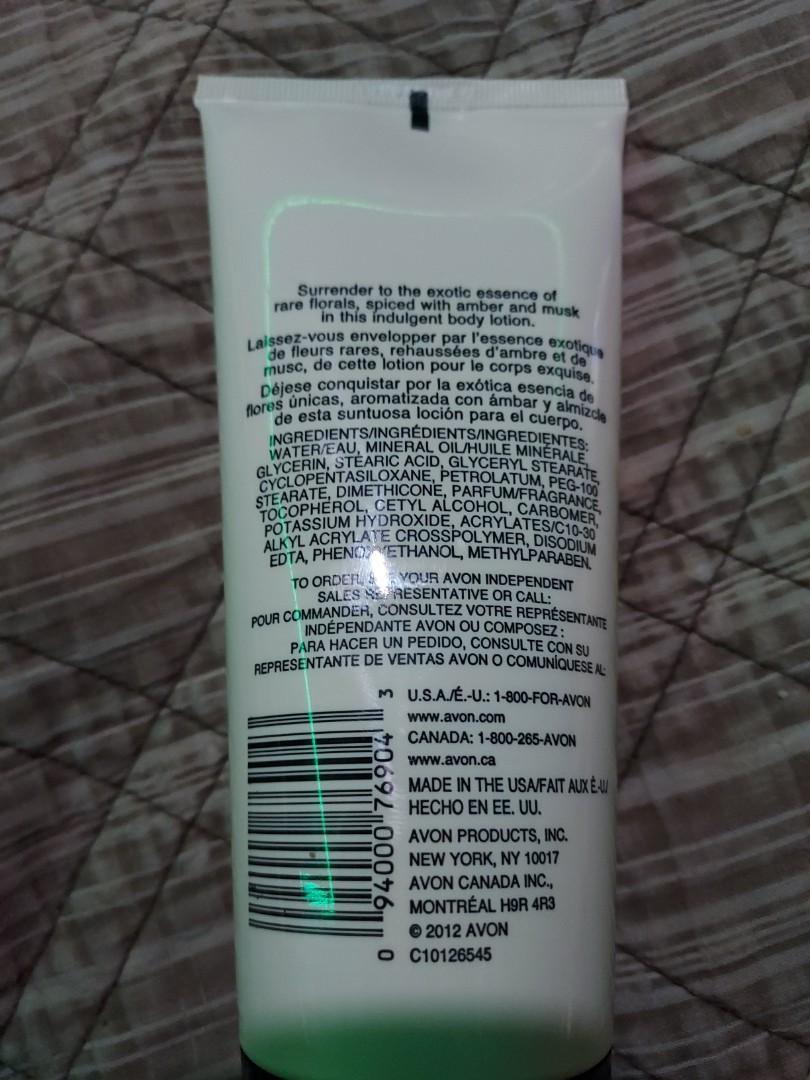 Surrender to the exotic essence of
rare florals, spiced with amber and musk
in this indulgent body lotion.
Laissez-vous envelopper par l'essence exotique
de fleurs rares, rehaussées d'ambre et de
musc, de cette lotion pour le corps exquise.
Déjese conquistar por la exótica esencia de
flores únicas, aromatizada con ámbar y almizcle
de esta suntuosa loción para el cuerpo.
INGREDIENTS/INGRÉDIENTS/INGREDIENTES:
WATER/EAU, MINERAL OIL/HUILE MINÉRALE,
GLYCERIN, STEARIC ACID, GLYCERYL STEARATE,
CYCLOPENTASILOXANE, PETROLATUM, PEG-100
STEARATE, DIMETHICONE, PARFUM/FRAGRANCE,
TOCOPHEROL, CETYL ALCOHOL, CARBOMER,
POTASSIUM HYDROXIDE, ACRYLATES/C10-30
ALKYL ACRYLATE CROSSPOLYMER, DISODIUM
EDTA, PHENOXYETHANOL, METHYLPARABEN.
TO ORDER, SEE YOUR AVON INDEPENDENT
SALES REPRESENTATIVE OR CALL:
POUR COMMANDER, CONSULTEZ VOTRE REPRÉSENTANTE
INDÉPENDANTE AVON OU COMPOSEZ :
PARA HACER UN PEDIDO, CONSULTE CON SU
REPRESENTANTE DE VENTAS AVON O COMUNÍQUESE AL:
U.S.A./É.-U.: 1-800-FOR-AVON
www.avon.com
CANADA: 1-800-265-AVON
www.avon.ca
MADE IN THE USA/FAIT AUX É.-U./
HECHO EN EE. UU.
AVON PRODUCTS, INC.
NEW YORK, NY 10017
AVON CANADA INC.,
MONTRÉAL H9R 4R3
© 2012 AVON
C10126545
0 94000 76904 3